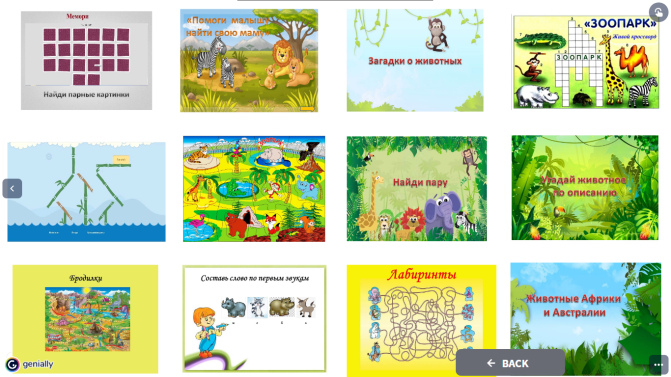 Мемори
Найди парные картинки
«Помоги малышу
найти свою маму»
Загадки о животных
«ЗООПАРК»
Живой кроссворд
ЗООПАРК
Найди пару
Угадай животное
по описанию
Бродилки
Составь слово по первым звукам
Лабиринты
Животные Африки
и Австралии
genially
BACK